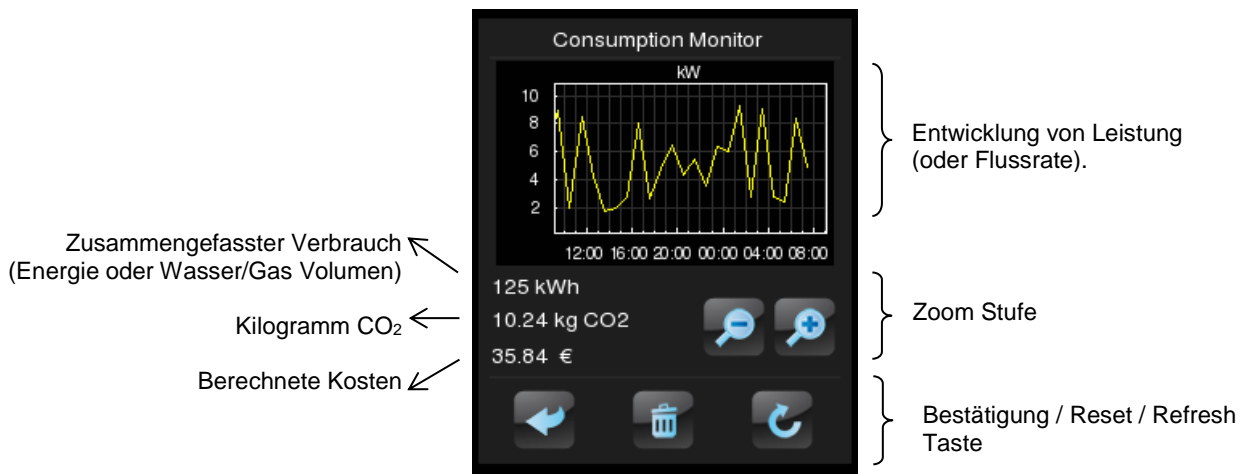 Consumption Monitor
kW
10
8
6
4
2
12:00 16:00 20:00 00:00 04:00 08:00
125 kWh
10.24 kg CO2
35.84 €
Zusammengefasster Verbrauch
(Energie oder Wasser/Gas Volumen)
Kilogramm CO2
Berechnete Kosten
Entwicklung von Leistung
(oder Flussrate).
Zoom Stufe
Bestätigung / Reset / Refresh
Taste